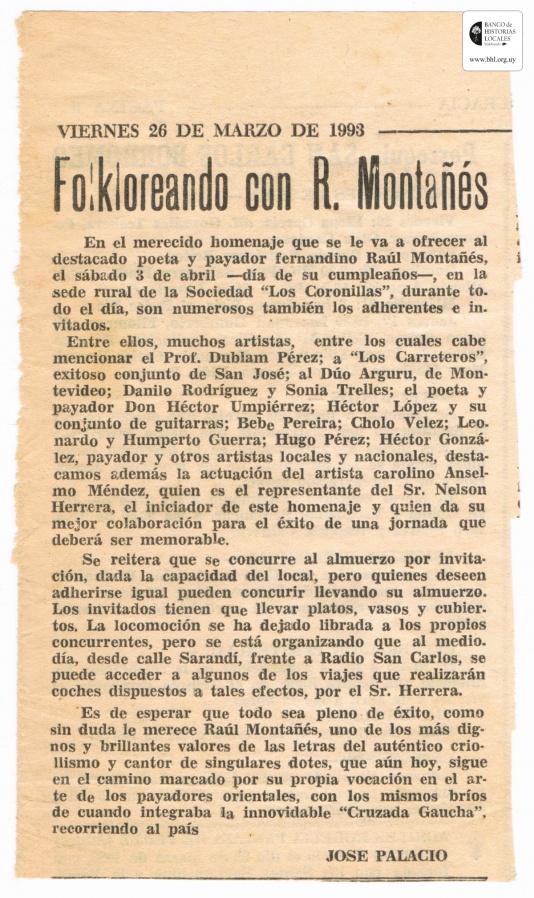 BANCO de
HISTORIAS
LOCALES
www.bhl.org.uy
VIERNES 26 DE MARZO DE 1993
Folkloreando con R. Montañés
En el merecido homenaje que se le va a ofrecer al
destacado poeta y payador fernandino Raúl Montañés,
el sábado 3 de abril —día de su cumpleaños—, en la
sede rural de la Sociedad "Los Coronillas", durante to-
do el día, son numerosos también los adherentes e in-
vitados.
Entre ellos, muchos artistas, entre los cuales cabe
mencionar el Prof. Dublam Pérez; a "Los Carreteros",
exitoso conjunto de San José; al Dúo Arguru, de Mon-
tevideo; Danilo Rodríguez y Sonia Trelles; el poeta y
payador Don Héctor Umpiérrez; Héctor López y su
conjunto de guitarras; Bebe Pereira; Cholo Velez; Leo-
nardo y Humperto Guerra; Hugo Pérez; Héctor Gonzá-
lez, payador y otros artistas locales y nacionales, desta-
camos además la actuación del artista carolino Ansel-
mo Méndez, quien es el representante del Sr. Nelson
Herrera, el iniciador de este homenaje y quien da su
mejor colaboración para el éxito de una jornada que
deberá ser memorable.
Se reitera que se concurre al almuerzo por invita-
ción, dada la capacidad del local, pero quienes deseen
adherirse igual pueden concurir llevando su almuerzo.
Los invitados tienen que llevar platos, vasos y cubier-
tos. La locomoción se ha dejado librada a los propios
concurrentes, pero se está organizando que al medio-
día, desde calle Sarandí, frente a Radio San Carlos, se
puede acceder a algunos de los viajes que realizarán
coches dispuestos a tales efectos, por el Sr. Herrera.
Es de esperar que todo sea pleno de éxito, como
sin duda le merece Raúl Montañés, uno de los más dig-
nos y brillantes valores de las letras del auténtico crio-
llismo y cantor de singulares dotes, que aún hoy, sigue
en el camino marcado por su propia vocación en el ar-
te de los payadores orientales, con los mismos bríos
de cuando integraba la innovidable "Cruzada Gaucha",
recorriendo al país
JOSE PALACIO